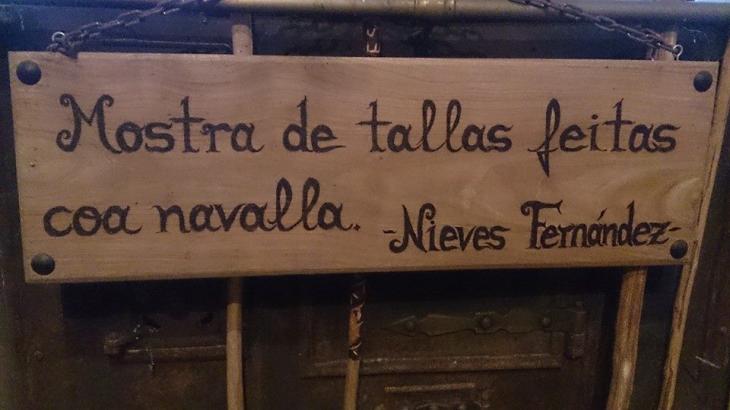 Mostra de tallas feitas
coa navalla. -Nieves Fernández-